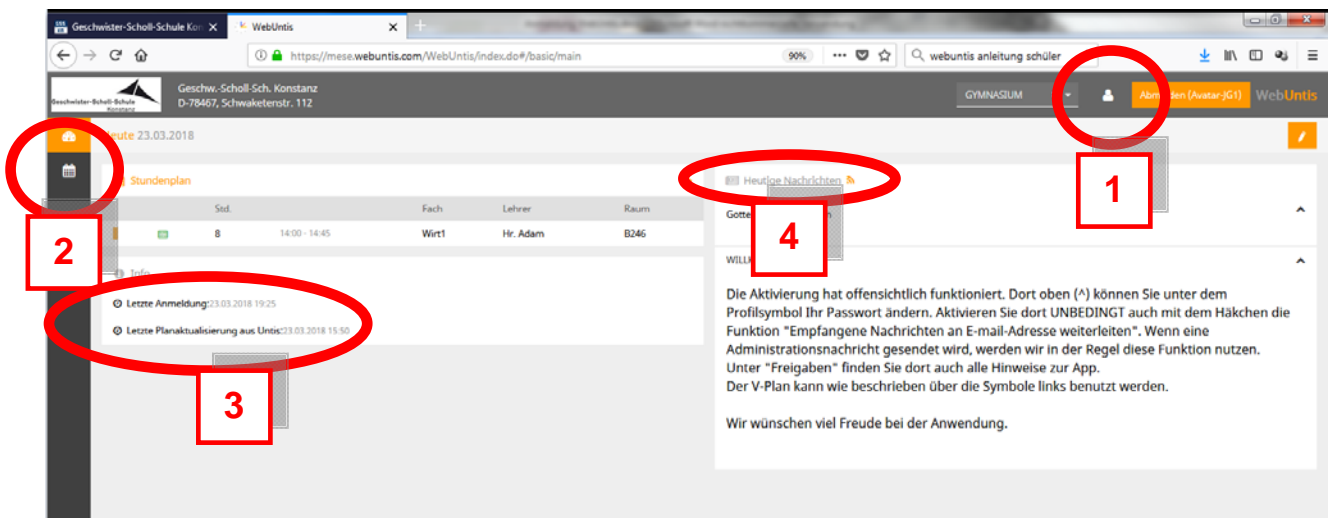 Geschwister-Scholl-Schule Kon
WebUntis
https://mese.webuntis.com/WebUntis/index.do#/basic/main
90%
webuntis anleitung schüler
Geschwister-Scholl-Schule
Konstanz
Geschw.-Scholl-Sch. Konstanz
D-78467, Schwaketenstr. 112
GYMNASIUM
(Avatar-JG1)
WebUntis
23.03.2018
1
2
Stundenplan
Std. Fach Lehrer Raum
8 14:00 - 14:45 Wirt1 Hr. Adam B246
Info
Letzte Anmeldung:23.03.2018 19:25
Letzte Planaktualisierung aus Untis:23.03.2018 15:50
3
Heutige Nachrichten
4
Die Aktivierung hat offensichtlich funktioniert. Dort oben (^) können Sie unter dem
Profilsymbol Ihr Passwort ändern. Aktivieren Sie dort UNBEDINGT auch mit dem Häkchen die
Funktion "Empfangene Nachrichten an E-mail-Adresse weiterleiten". Wenn eine
Administrationsnachricht gesendet wird, werden wir in der Regel diese Funktion nutzen.
Unter "Freigaben" finden Sie dort auch alle Hinweise zur App.
Der V-Plan kann wie beschrieben über die Symbole links benutzt werden.
Wir wünschen viel Freude bei der Anwendung.